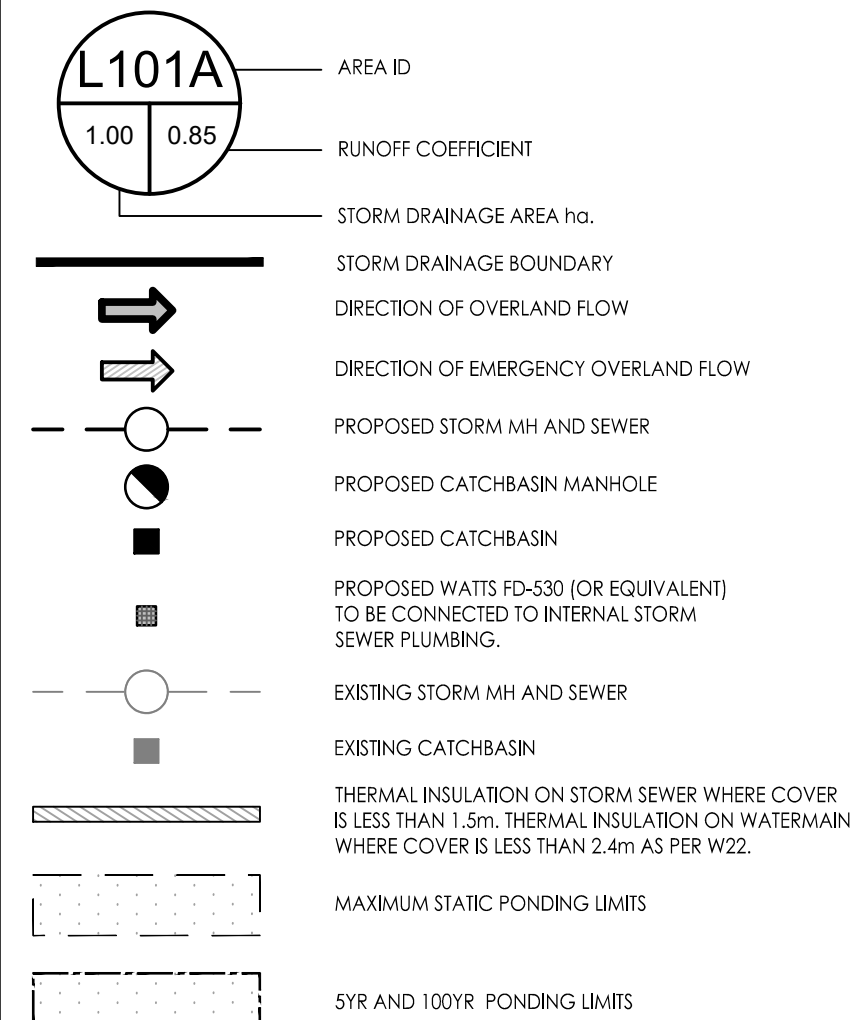 L101A
AREA ID
1.00 0.85
RUNOFF COEFFICIENT
STORM DRAINAGE AREA ha.
STORM DRAINAGE BOUNDARY
DIRECTION OF OVERLAND FLOW
DIRECTION OF EMERGENCY OVERLAND FLOW
PROPOSED STORM MH AND SEWER
PROPOSED CATCHBASIN MANHOLE
PROPOSED CATCHBASIN
PROPOSED WATTS FD-530 (OR EQUIVALENT)
TO BE CONNECTED TO INTERNAL STORM
SEWER PLUMBING.
EXISTING STORM MH AND SEWER
EXISTING CATCHBASIN
THERMAL INSULATION ON STORM SEWER WHERE COVER
IS LESS THAN 1.5m. THERMAL INSULATION ON WATERMAIN
WHERE COVER IS LESS THAN 2.4m AS PER W22.
MAXIMUM STATIC PONDING LIMITS
5YR AND 100YR PONDING LIMITS